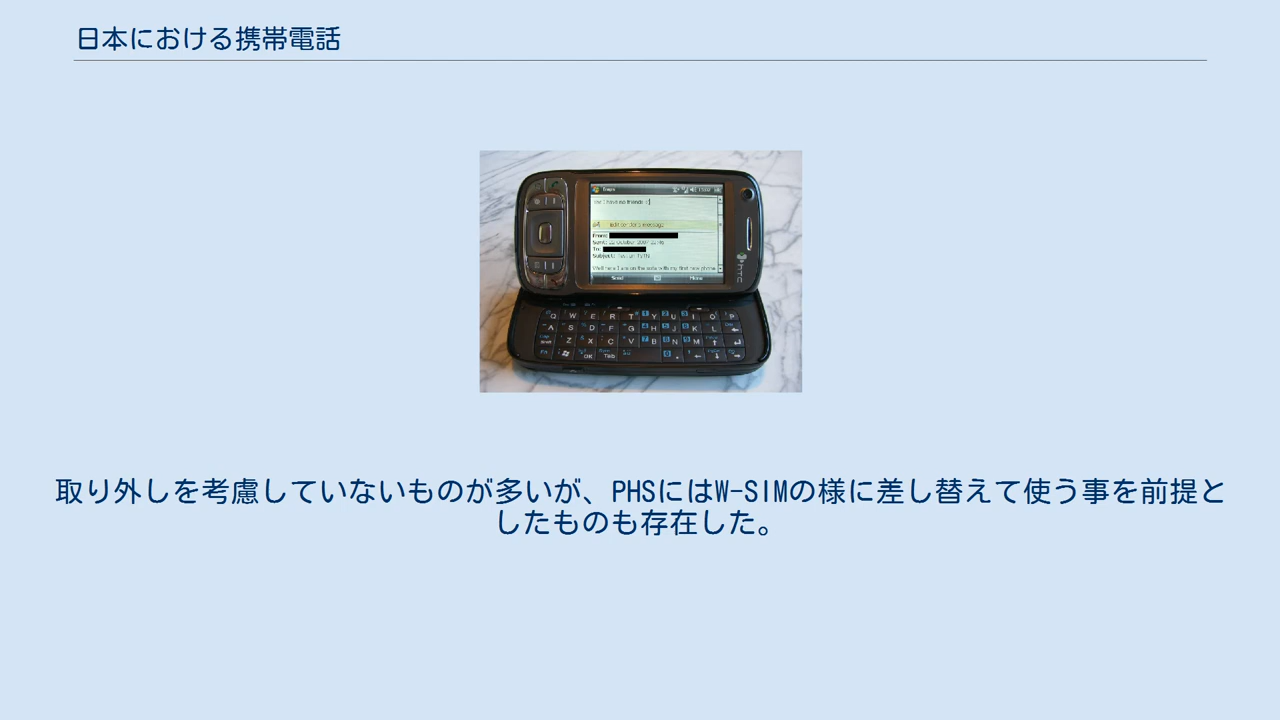 日本における携帯電話
取り外しを考慮していないものが多いが、PHSにはW-SIMの様に差し替えて使う事を前提と
したものも存在した。
hTC
Q W E R T Y U I O P
A S D F G H J K L
Z X C V B N M